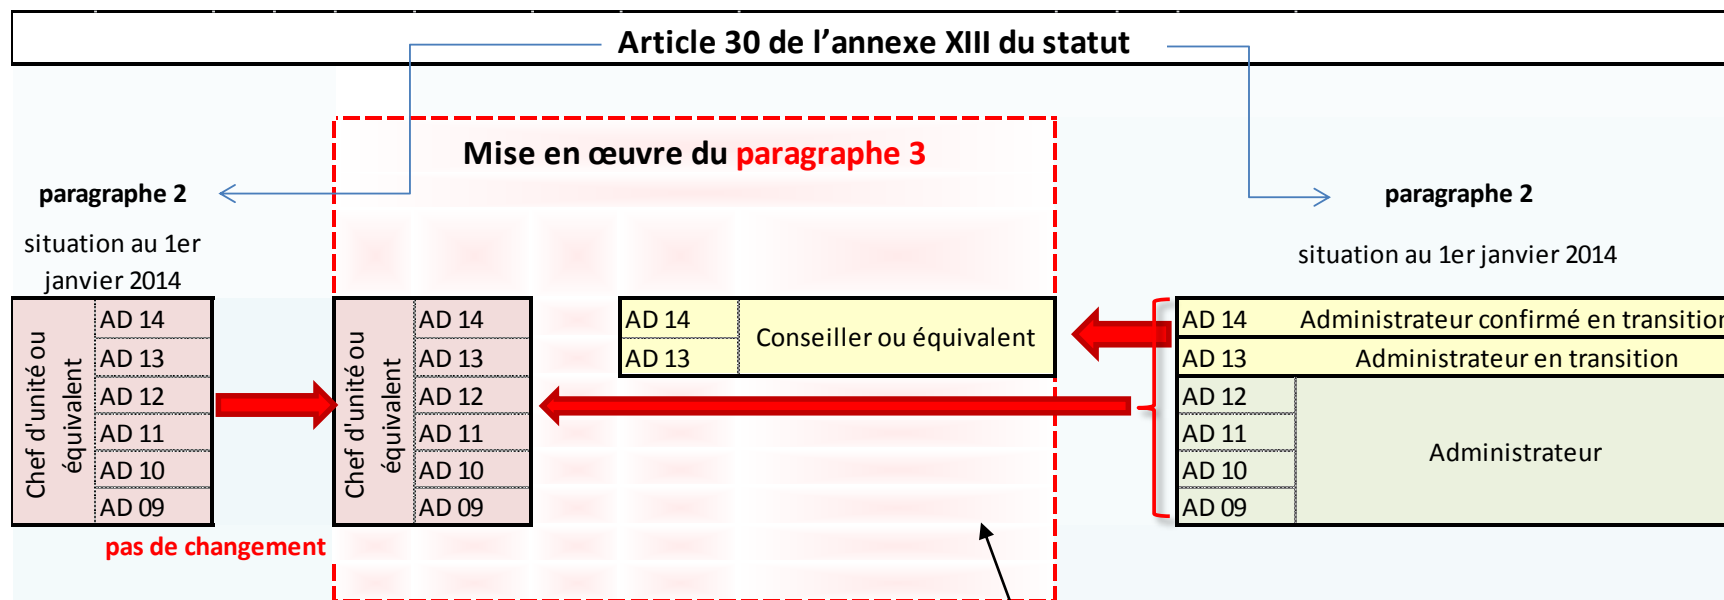 Article 30 de l'annexe XIII du statut
Mise en œuvre du paragraphe 3
paragraphe 2
situation au 1er
janvier 2014
paragraphe 2
situation au 1er janvier 2014
Chef d'unité ou
équivalent
AD 14
AD 13
AD 12
AD 11
AD 10
AD 09
pas de changement
Chef d'unité ou
équivalent
AD 14
AD 13
AD 12
AD 11
AD 10
AD 09
AD 14
AD 13
Conseiller ou équivalent
AD 14 Administrateur confirmé en transition
AD 13 Administrateur en transition
AD 12
AD 11
AD 10
AD 09
Administrateur